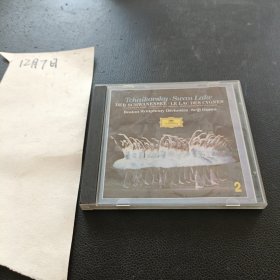 12月7日
Tchaikovsky · Swan Lake
DER SCHWANENSEE · LE LAC DES CYGNES
Boston Symphony Orchestra · Seiji Ozawa
2